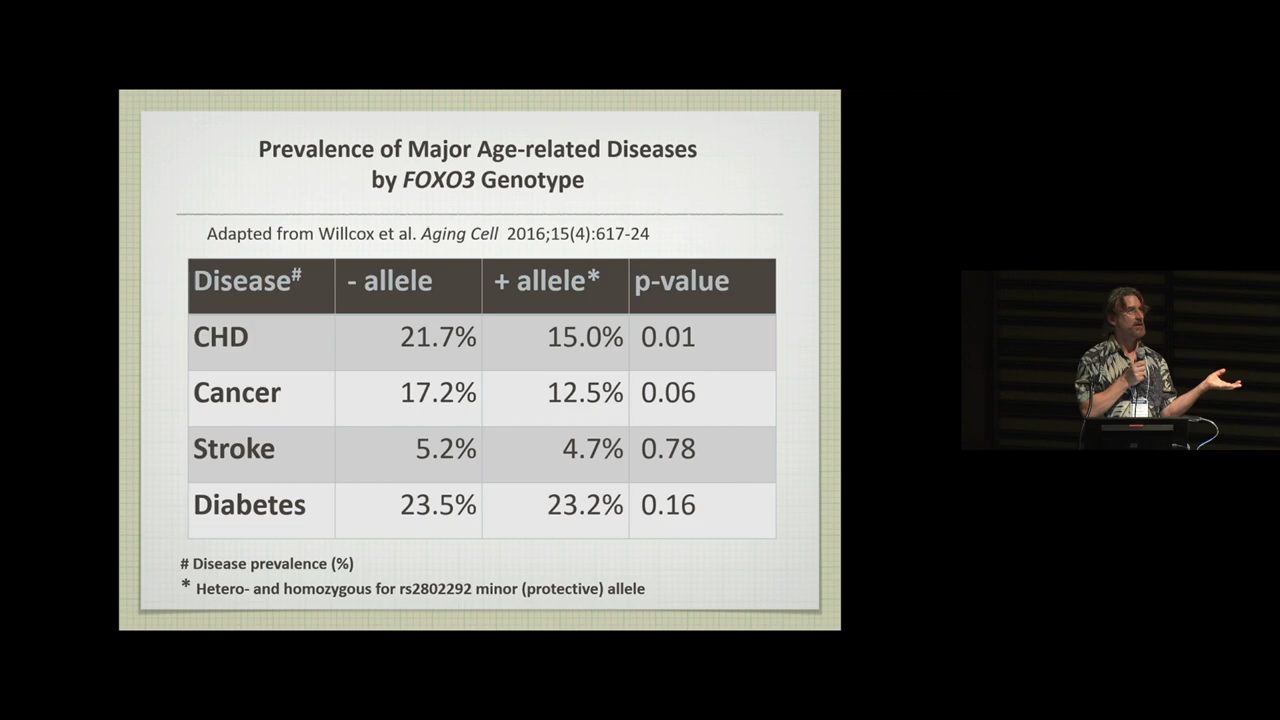 Prevalence of Major Age-related Diseases
by FOXO3 Genotype
Adapted from Willcox et al. Aging Cell 2016;15(4):617-24
Disease# - allele + allele* p-value
CHD 21.7% 15.0% 0.01
Cancer 17.2% 12.5% 0.06
Stroke 5.2% 4.7% 0.78
Diabetes 23.5% 23.2% 0.16
# Disease prevalence (%)
* Hetero- and homozygous for rs2802292 minor (protective) allele